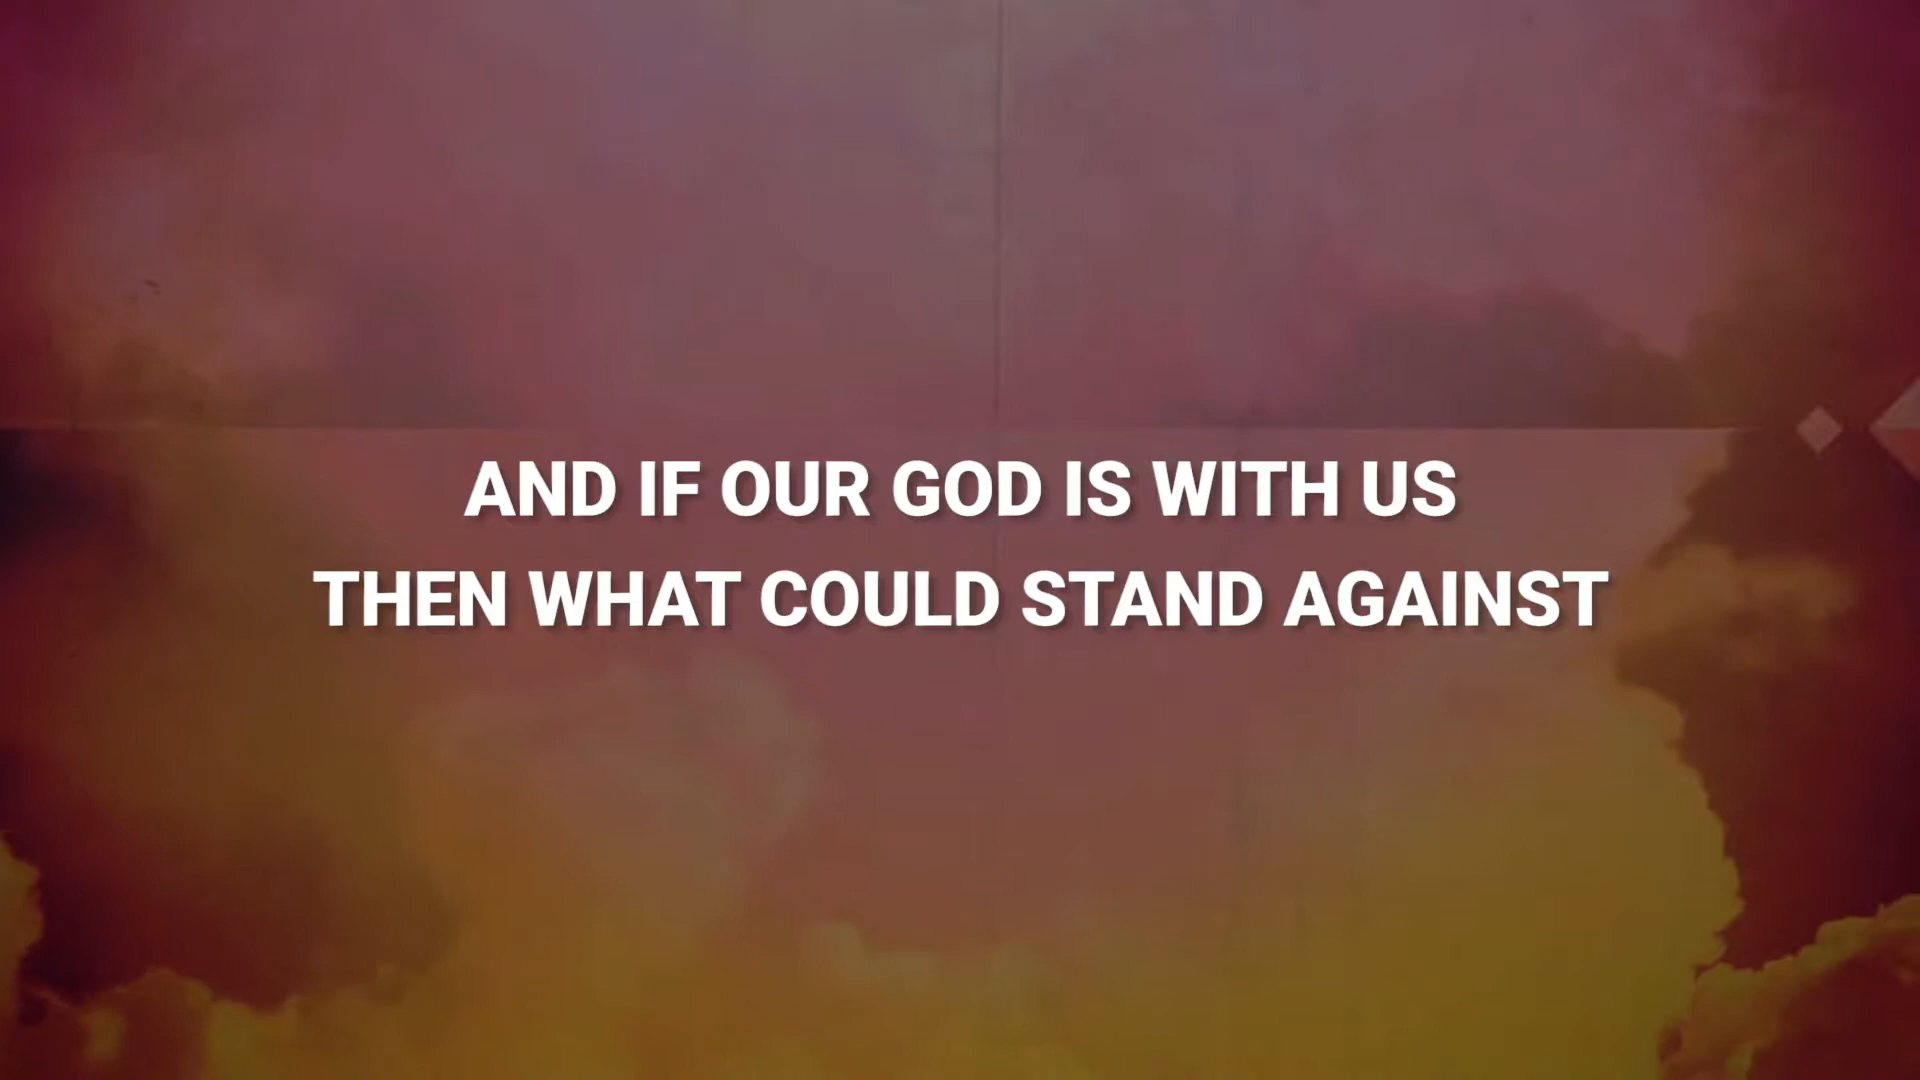 AND IF OUR GOD IS WITH US
THEN WHAT COULD STAND AGAINST